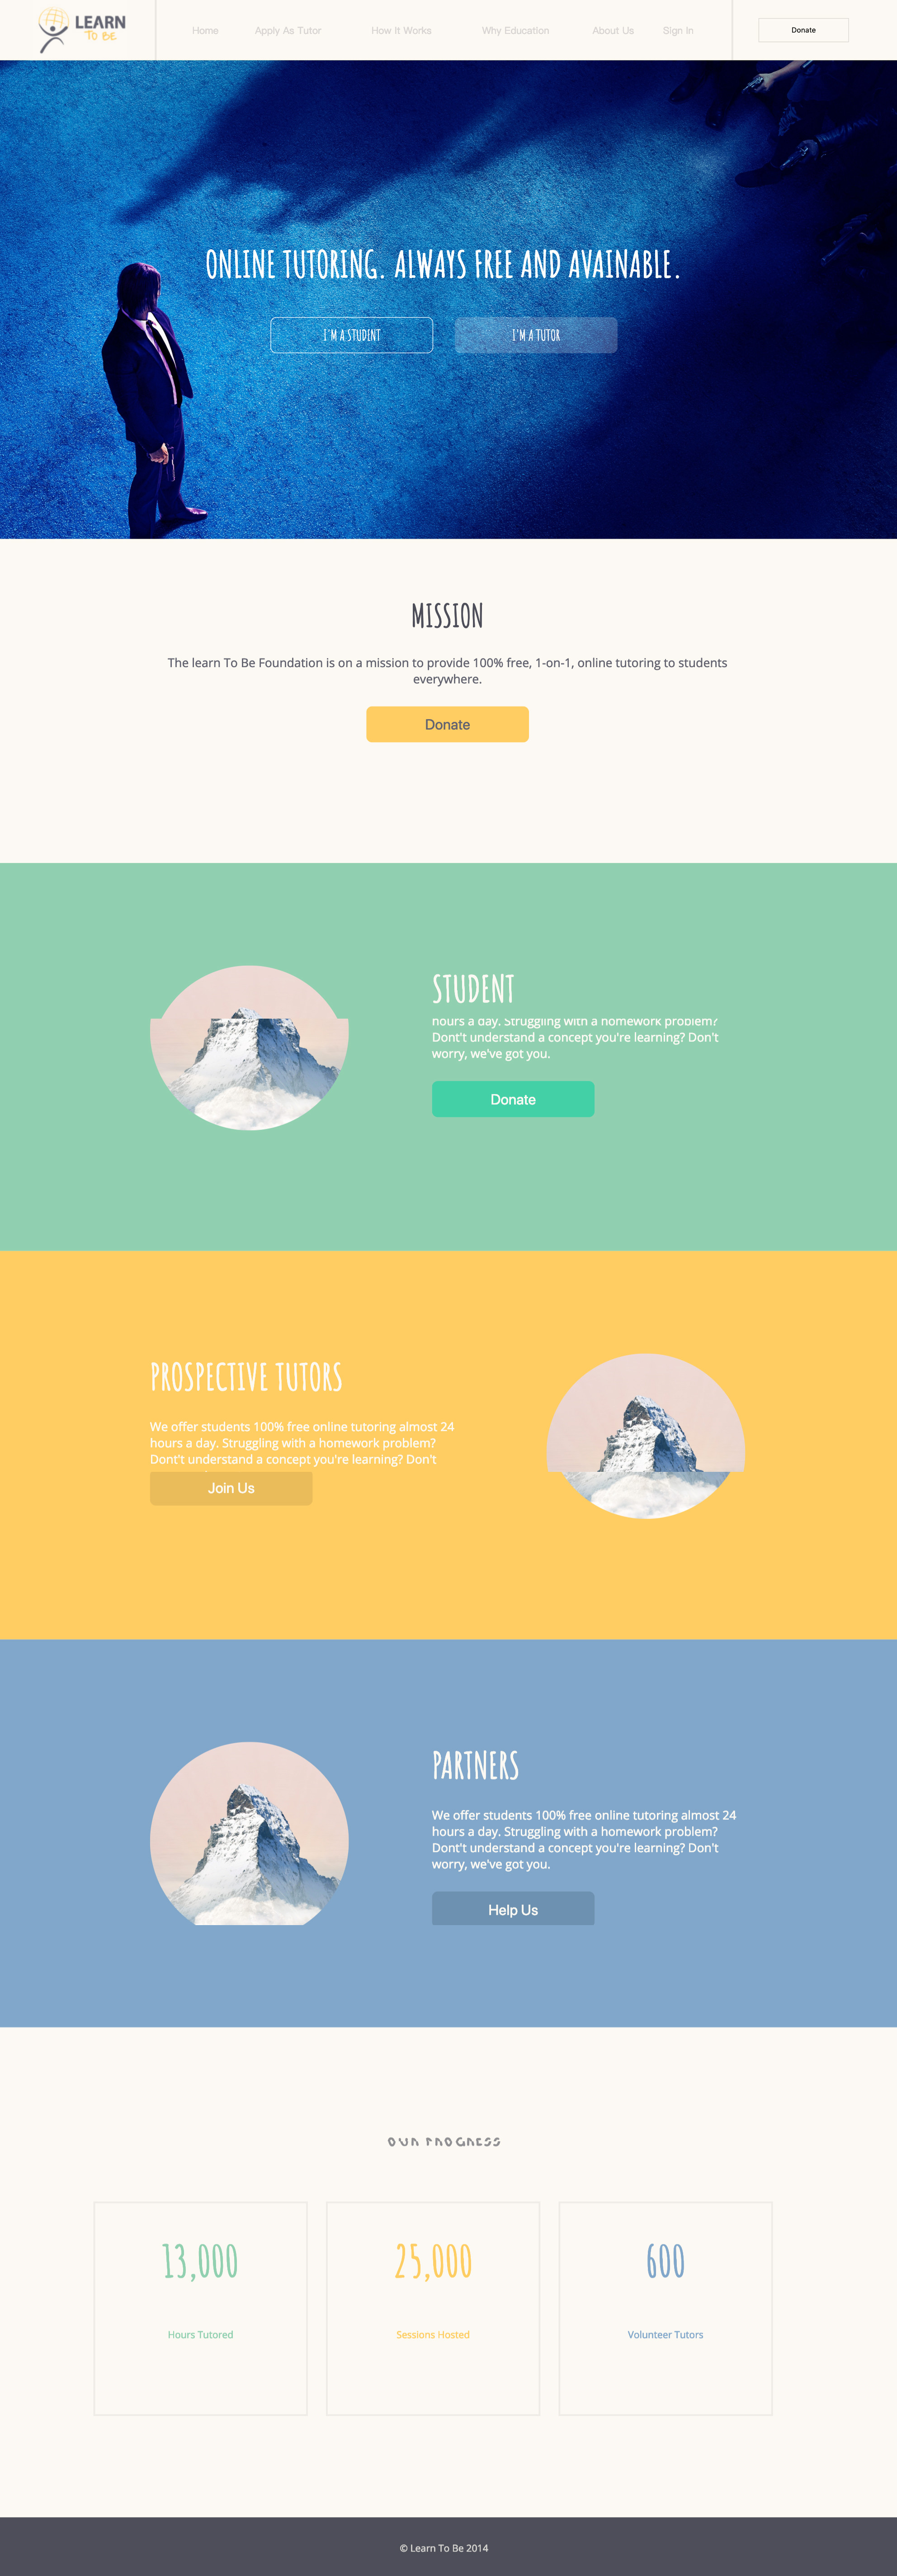 LEARN
TO BE
Home
Apply As Tutor
How It Works
Why Education
About Us
Sign In
Donate
ONLINE TUTORING. ALWAYS FREE AND AVAINABLE.
I'M A STUDENT
I'M A TUTOR
MISSION
The learn To Be Foundation is on a mission to provide 100% free, 1-on-1, online tutoring to students
everywhere.
Donate
STUDENT
hours a day. Struggling with a homework problem?
Dont't understand a concept you're learning? Don't
worry, we've got you.
Donate
PROSPECTIVE TUTORS
We offer students 100% free online tutoring almost 24
hours a day. Struggling with a homework problem?
Dont't understand a concept you're learning? Don't
Join Us
PARTNERS
We offer students 100% free online tutoring almost 24
hours a day. Struggling with a homework problem?
Dont't understand a concept you're learning? Don't
worry, we've got you.
Help Us
OUR PROGRESS
13,000
Hours Tutored
25,000
Sessions Hosted
600
Volunteer Tutors
© Learn To Be 2014